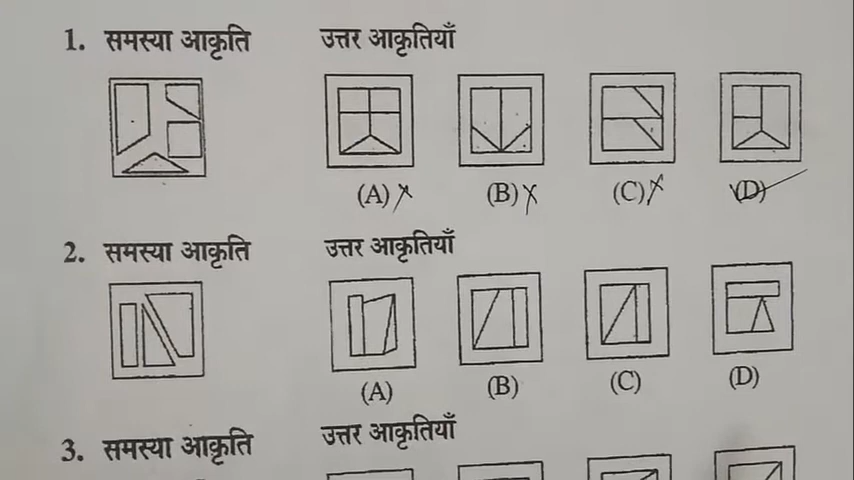 1. समस्या आकृति उत्तर आकृतियाँ
(A) (B) (C) (D)
2. समस्या आकृति उत्तर आकृतियाँ
(A) (B) (C) (D)
3. समस्या आकृति उत्तर आकृतियाँ